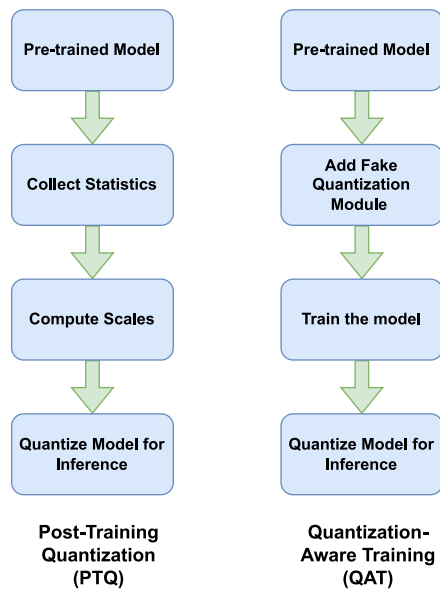 Pre-trained Model
Collect Statistics
Compute Scales
Quantize Model for
Inference
Post-Training
Quantization
(PTQ)
Pre-trained Model
Add Fake
Quantization
Module
Train the model
Quantize Model for
Inference
Quantization-
Aware Training
(QAT)